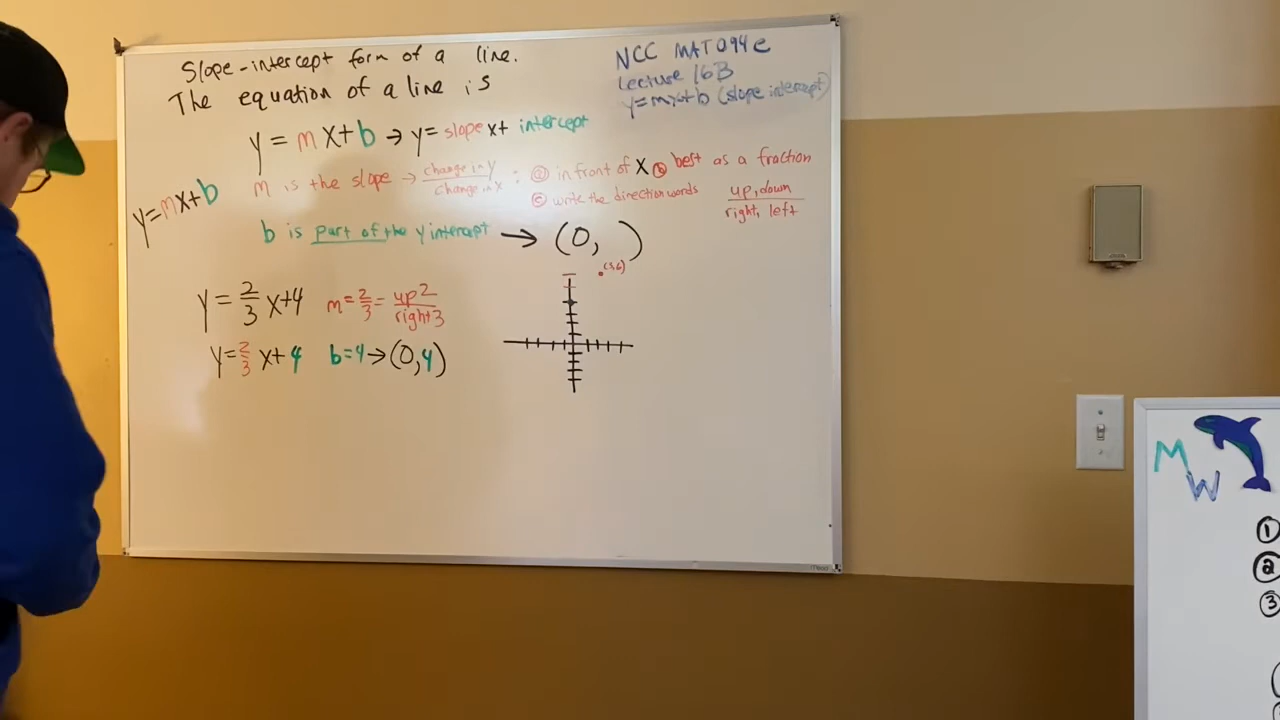 Slope-intercept form of a line.
The equation of a line is
y = mx+b → y = slope x + intercept
m is the slope → change in y / change in x : ⓐ in front of x ⓑ best as a fraction
ⓒ write the direction words up, down / right, left
y=mx+b
b is part of the y intercept → (0, )
NCC MAT094e
Lecture 16B
y=mx+b (slope intercept)
y = 2/3 x+4 m = 2/3 = up 2 / right 3
y = 2/3 x+4 b=4 → (0,4)
(3,6)
M
W
①
②
③